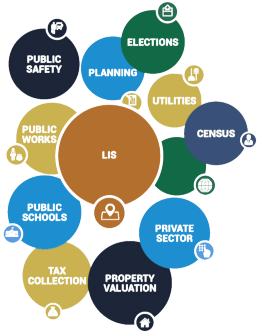 ELECTIONS
PUBLIC
SAFETY
PLANNING
UTILITIES
PUBLIC
WORKS
CENSUS
LIS
PUBLIC
SCHOOLS
PRIVATE
SECTOR
TAX
COLLECTION
PROPERTY
VALUATION